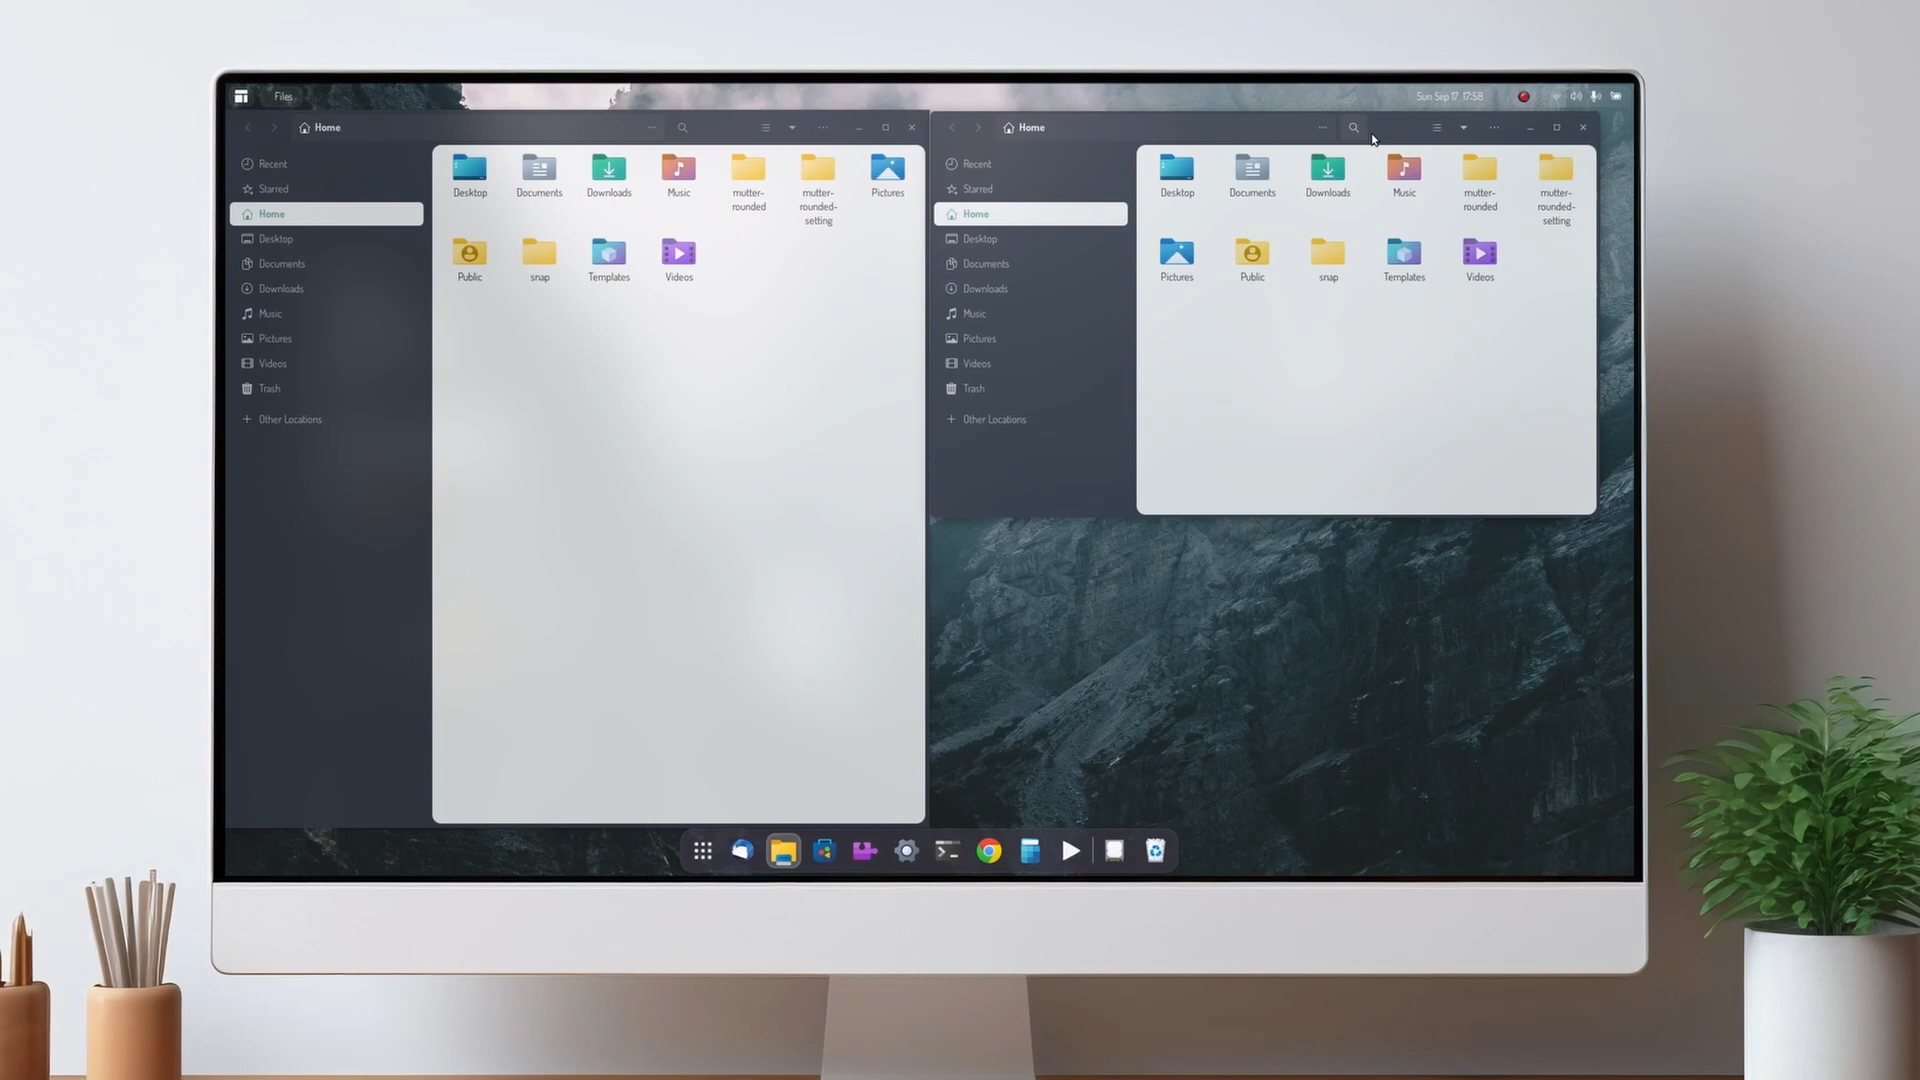 Files
Sun Sep 17 17:58
Home
Recent
Starred
Home
Desktop
Documents
Downloads
Music
Pictures
Videos
Trash
Other Locations
Desktop
Documents
Downloads
Music
mutter-
rounded
mutter-
rounded-
setting
Pictures
Public
snap
Templates
Videos
Home
Recent
Starred
Home
Desktop
Documents
Downloads
Music
Pictures
Videos
Trash
Other Locations
Desktop
Documents
Downloads
Music
mutter-
rounded
mutter-
rounded-
setting
Pictures
Public
snap
Templates
Videos